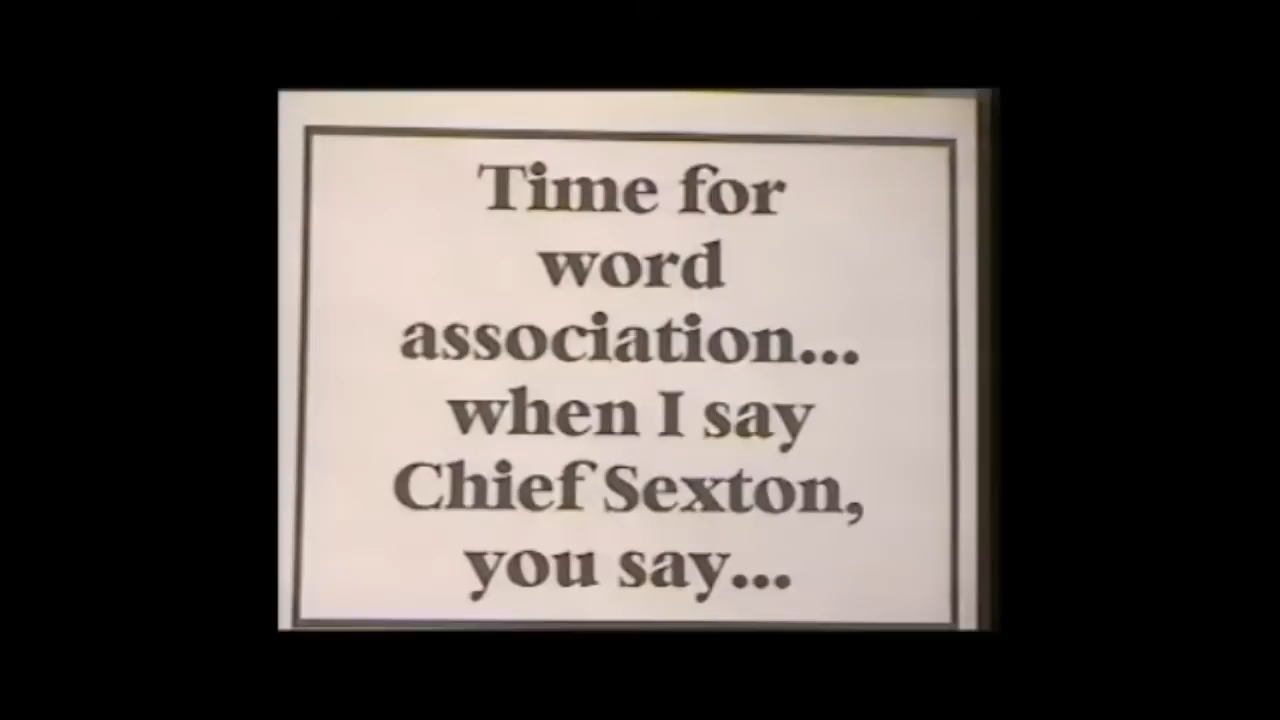 Time for
word
association...
when I say
Chief Sexton,
you say...